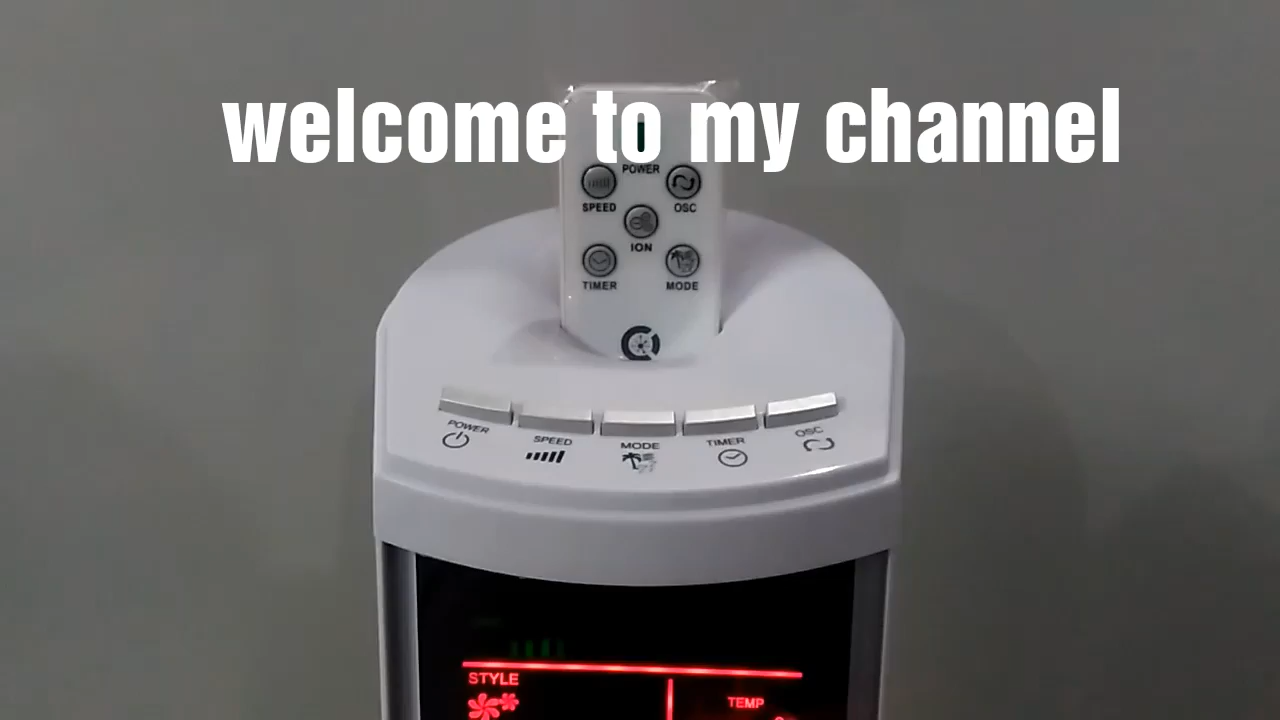 welcome to my channel
POWER
SPEED OSC
ION
TIMER MODE
POWER SPEED MODE TIMER OSC
STYLE
TEMP